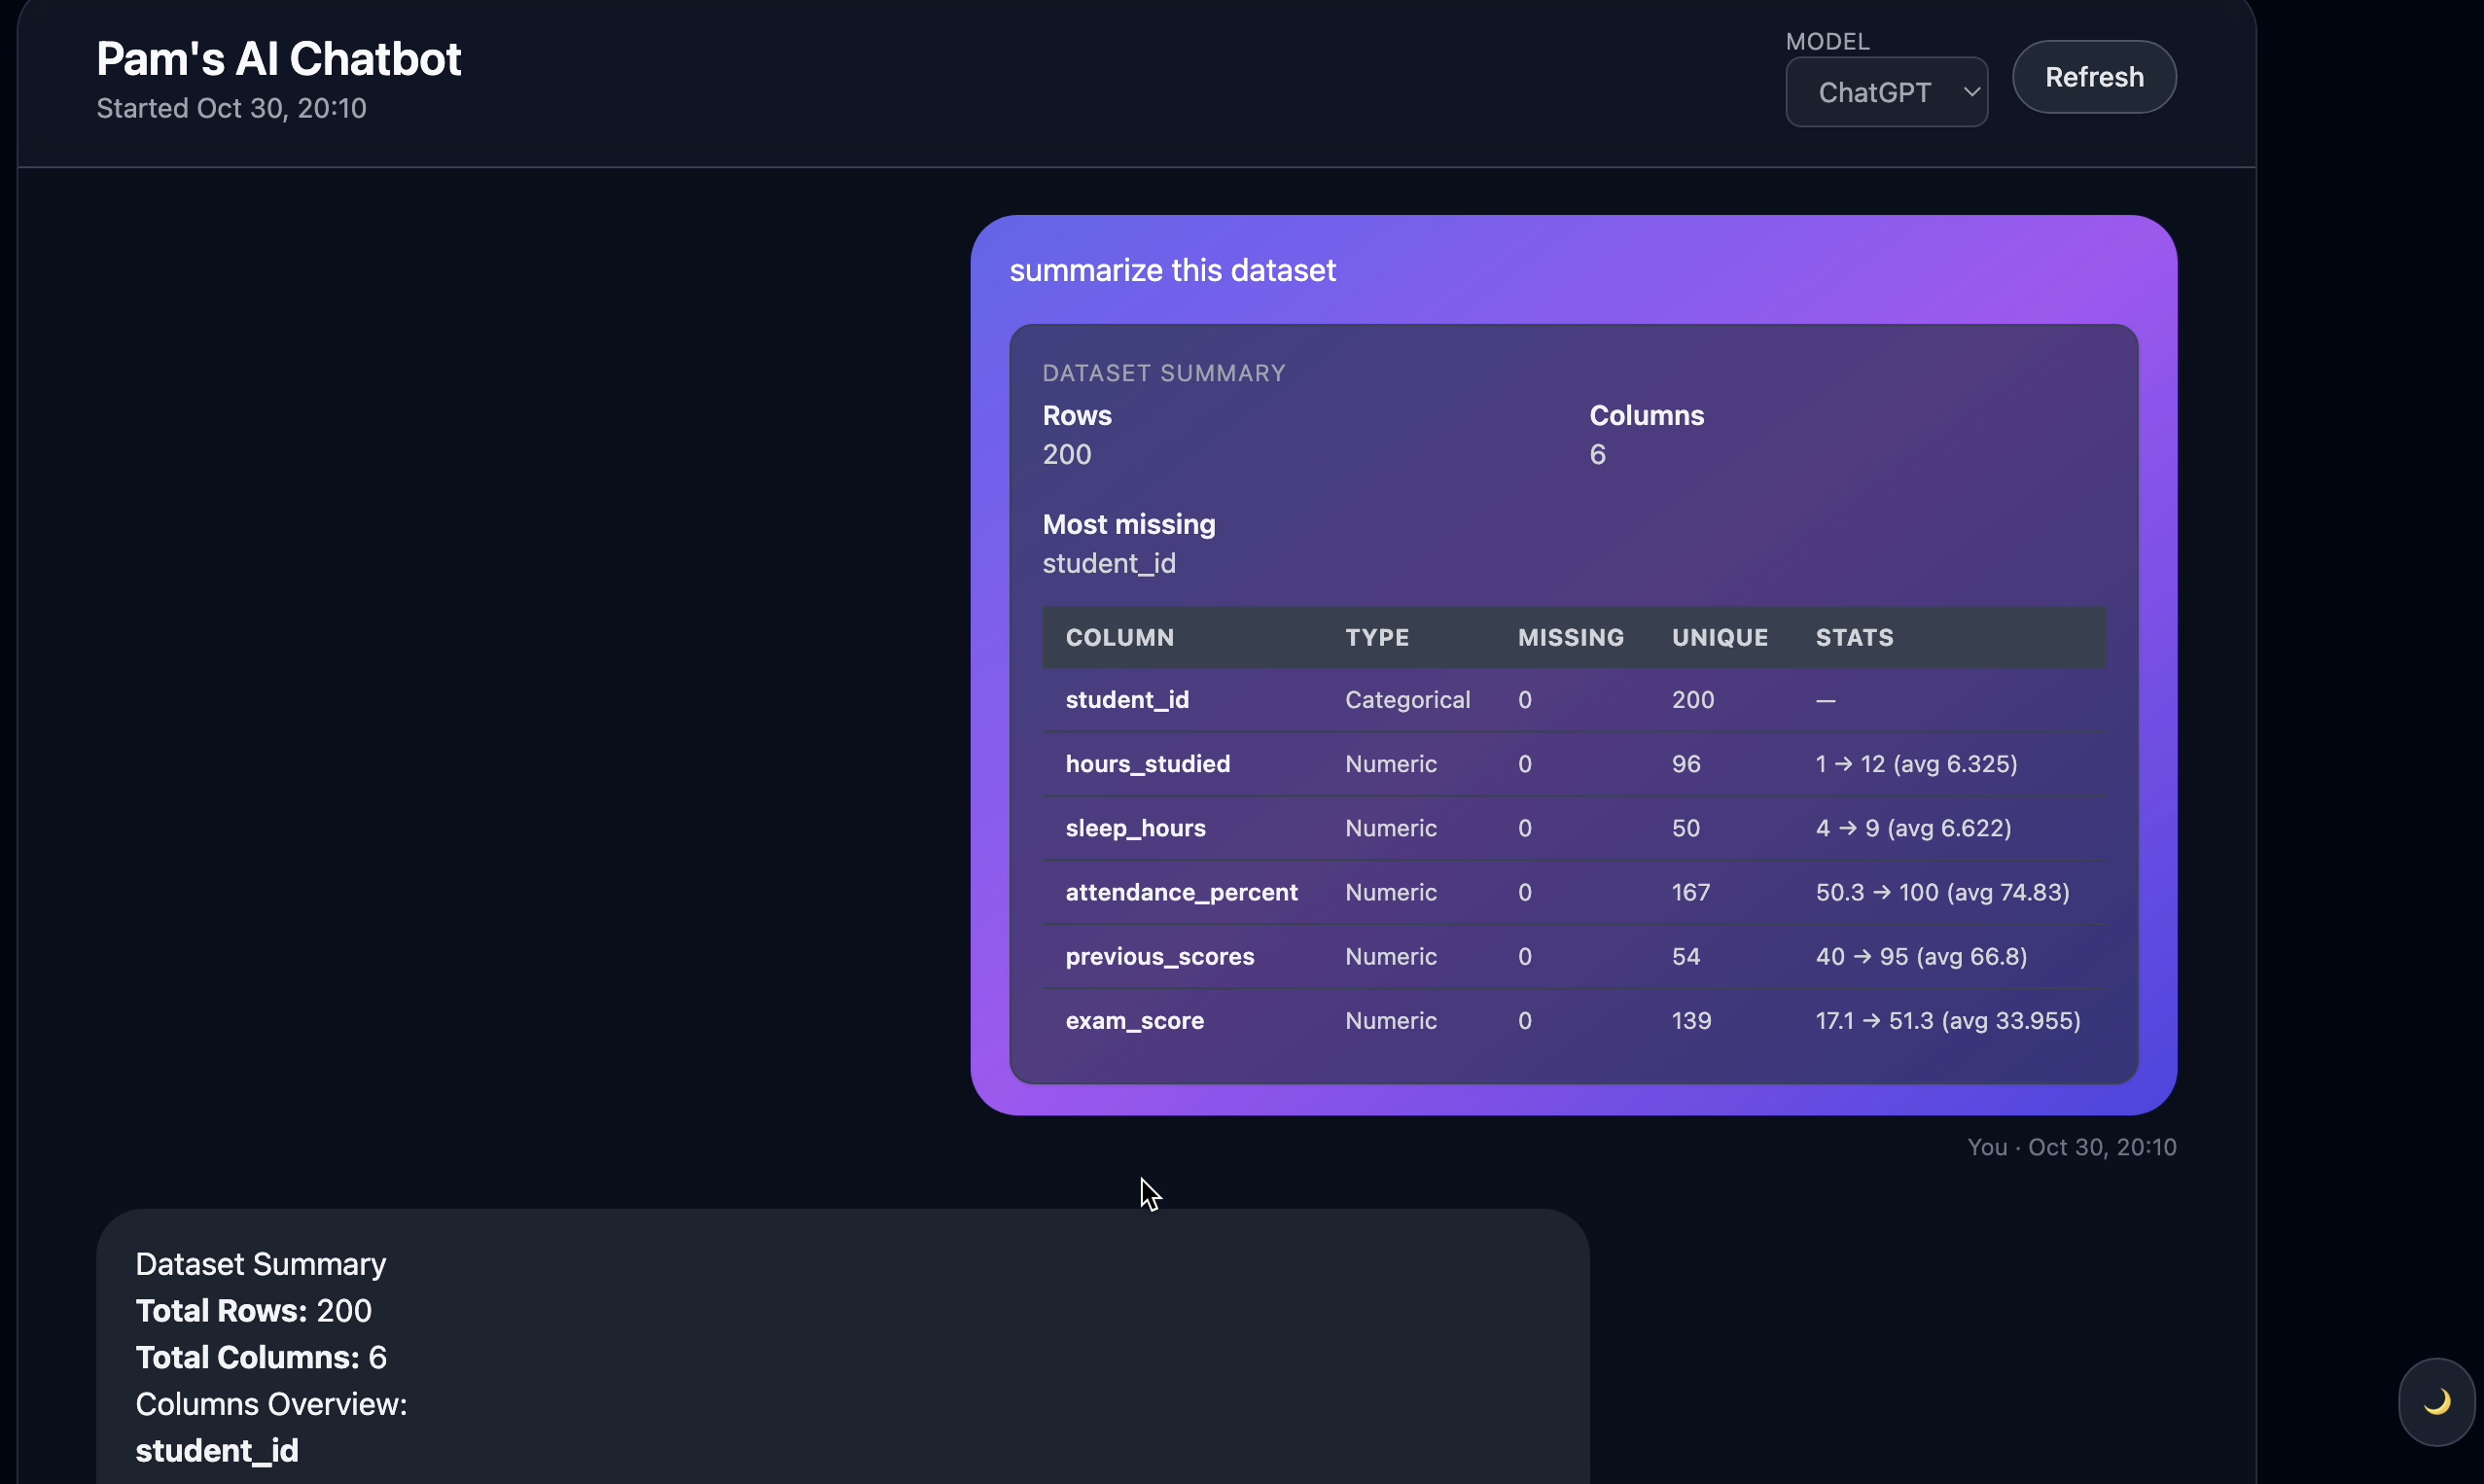 Pam's AI Chatbot
Started Oct 30, 20:10
MODEL
ChatGPT
Refresh
summarize this dataset
DATASET SUMMARY
Rows Columns
200 6
Most missing
student_id
COLUMN TYPE MISSING UNIQUE STATS
student_id Categorical 0 200 —
hours_studied Numeric 0 96 1 → 12 (avg 6.325)
sleep_hours Numeric 0 50 4 → 9 (avg 6.622)
attendance_percent Numeric 0 167 50.3 → 100 (avg 74.83)
previous_scores Numeric 0 54 40 → 95 (avg 66.8)
exam_score Numeric 0 139 17.1 → 51.3 (avg 33.955)
You · Oct 30, 20:10
Dataset Summary
Total Rows: 200
Total Columns: 6
Columns Overview:
student_id